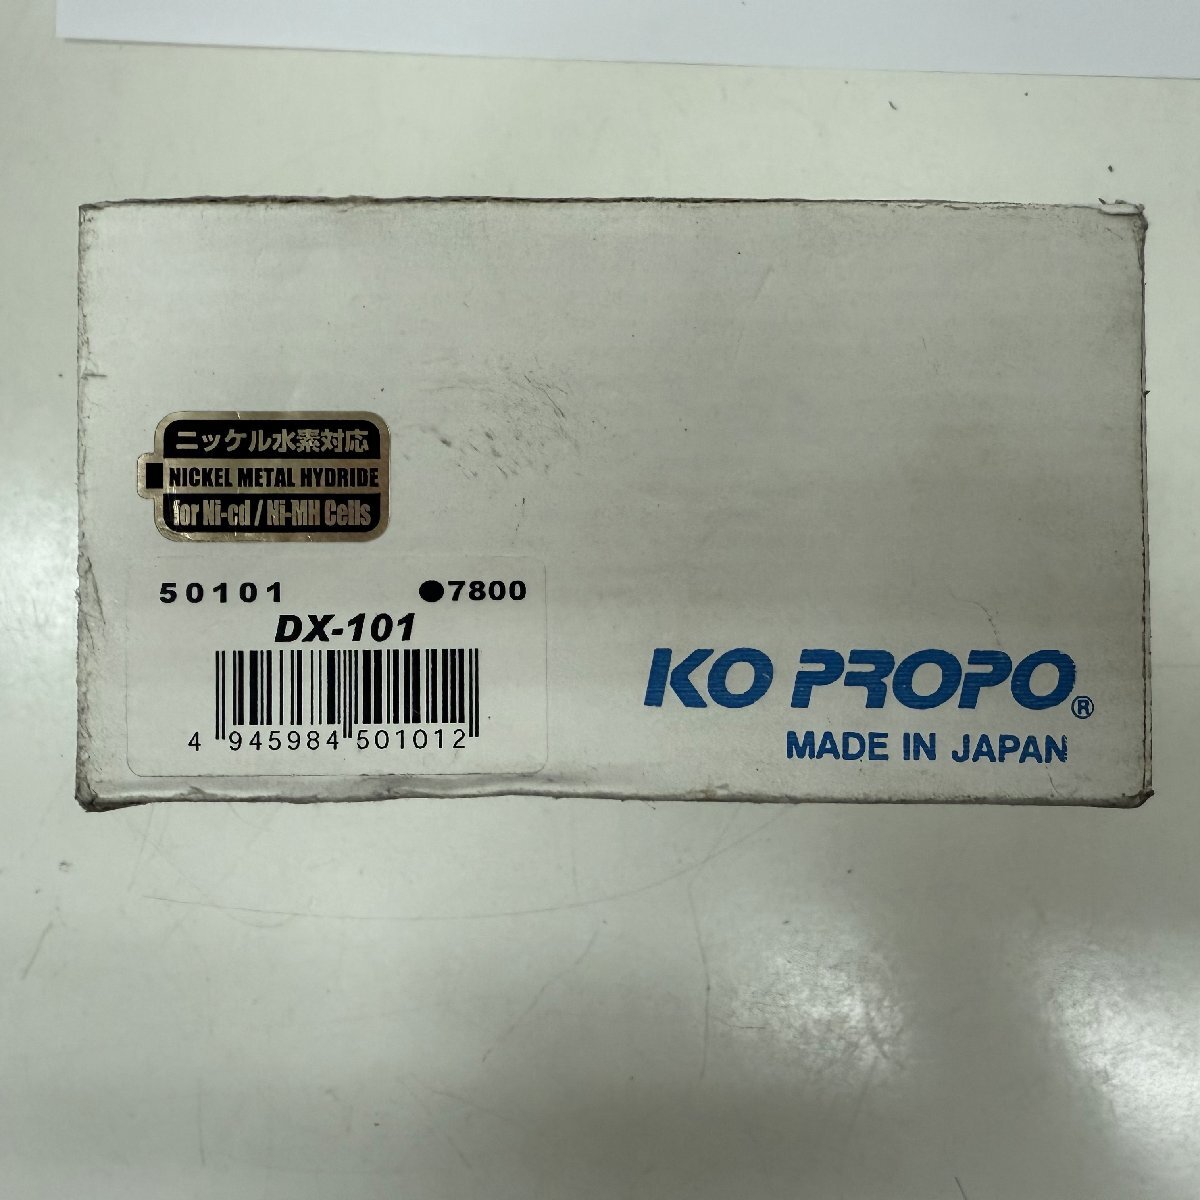 ニッケル水素対応
NICKEL METAL HYDRIDE
for Ni-cd / Ni-MH Cells
50101 ●7800
DX-101
4 945984 501012
KO PROPO®
MADE IN JAPAN